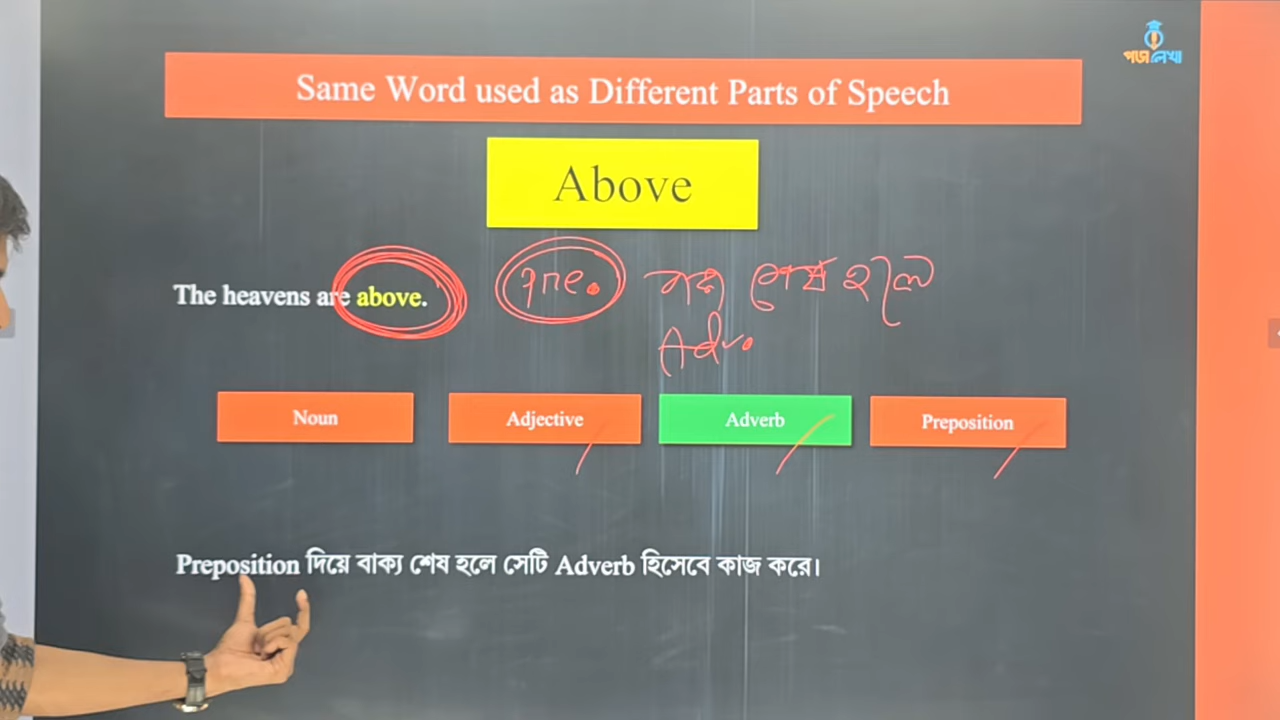 পড়ালেখা
Same Word used as Different Parts of Speech
Above
The heavens are above.
pre. বাক্য শেষ হলে
Adv.
Noun
Adjective
Adverb
Preposition
Preposition দিয়ে বাক্য শেষ হলে সেটি Adverb হিসেবে কাজ করে।